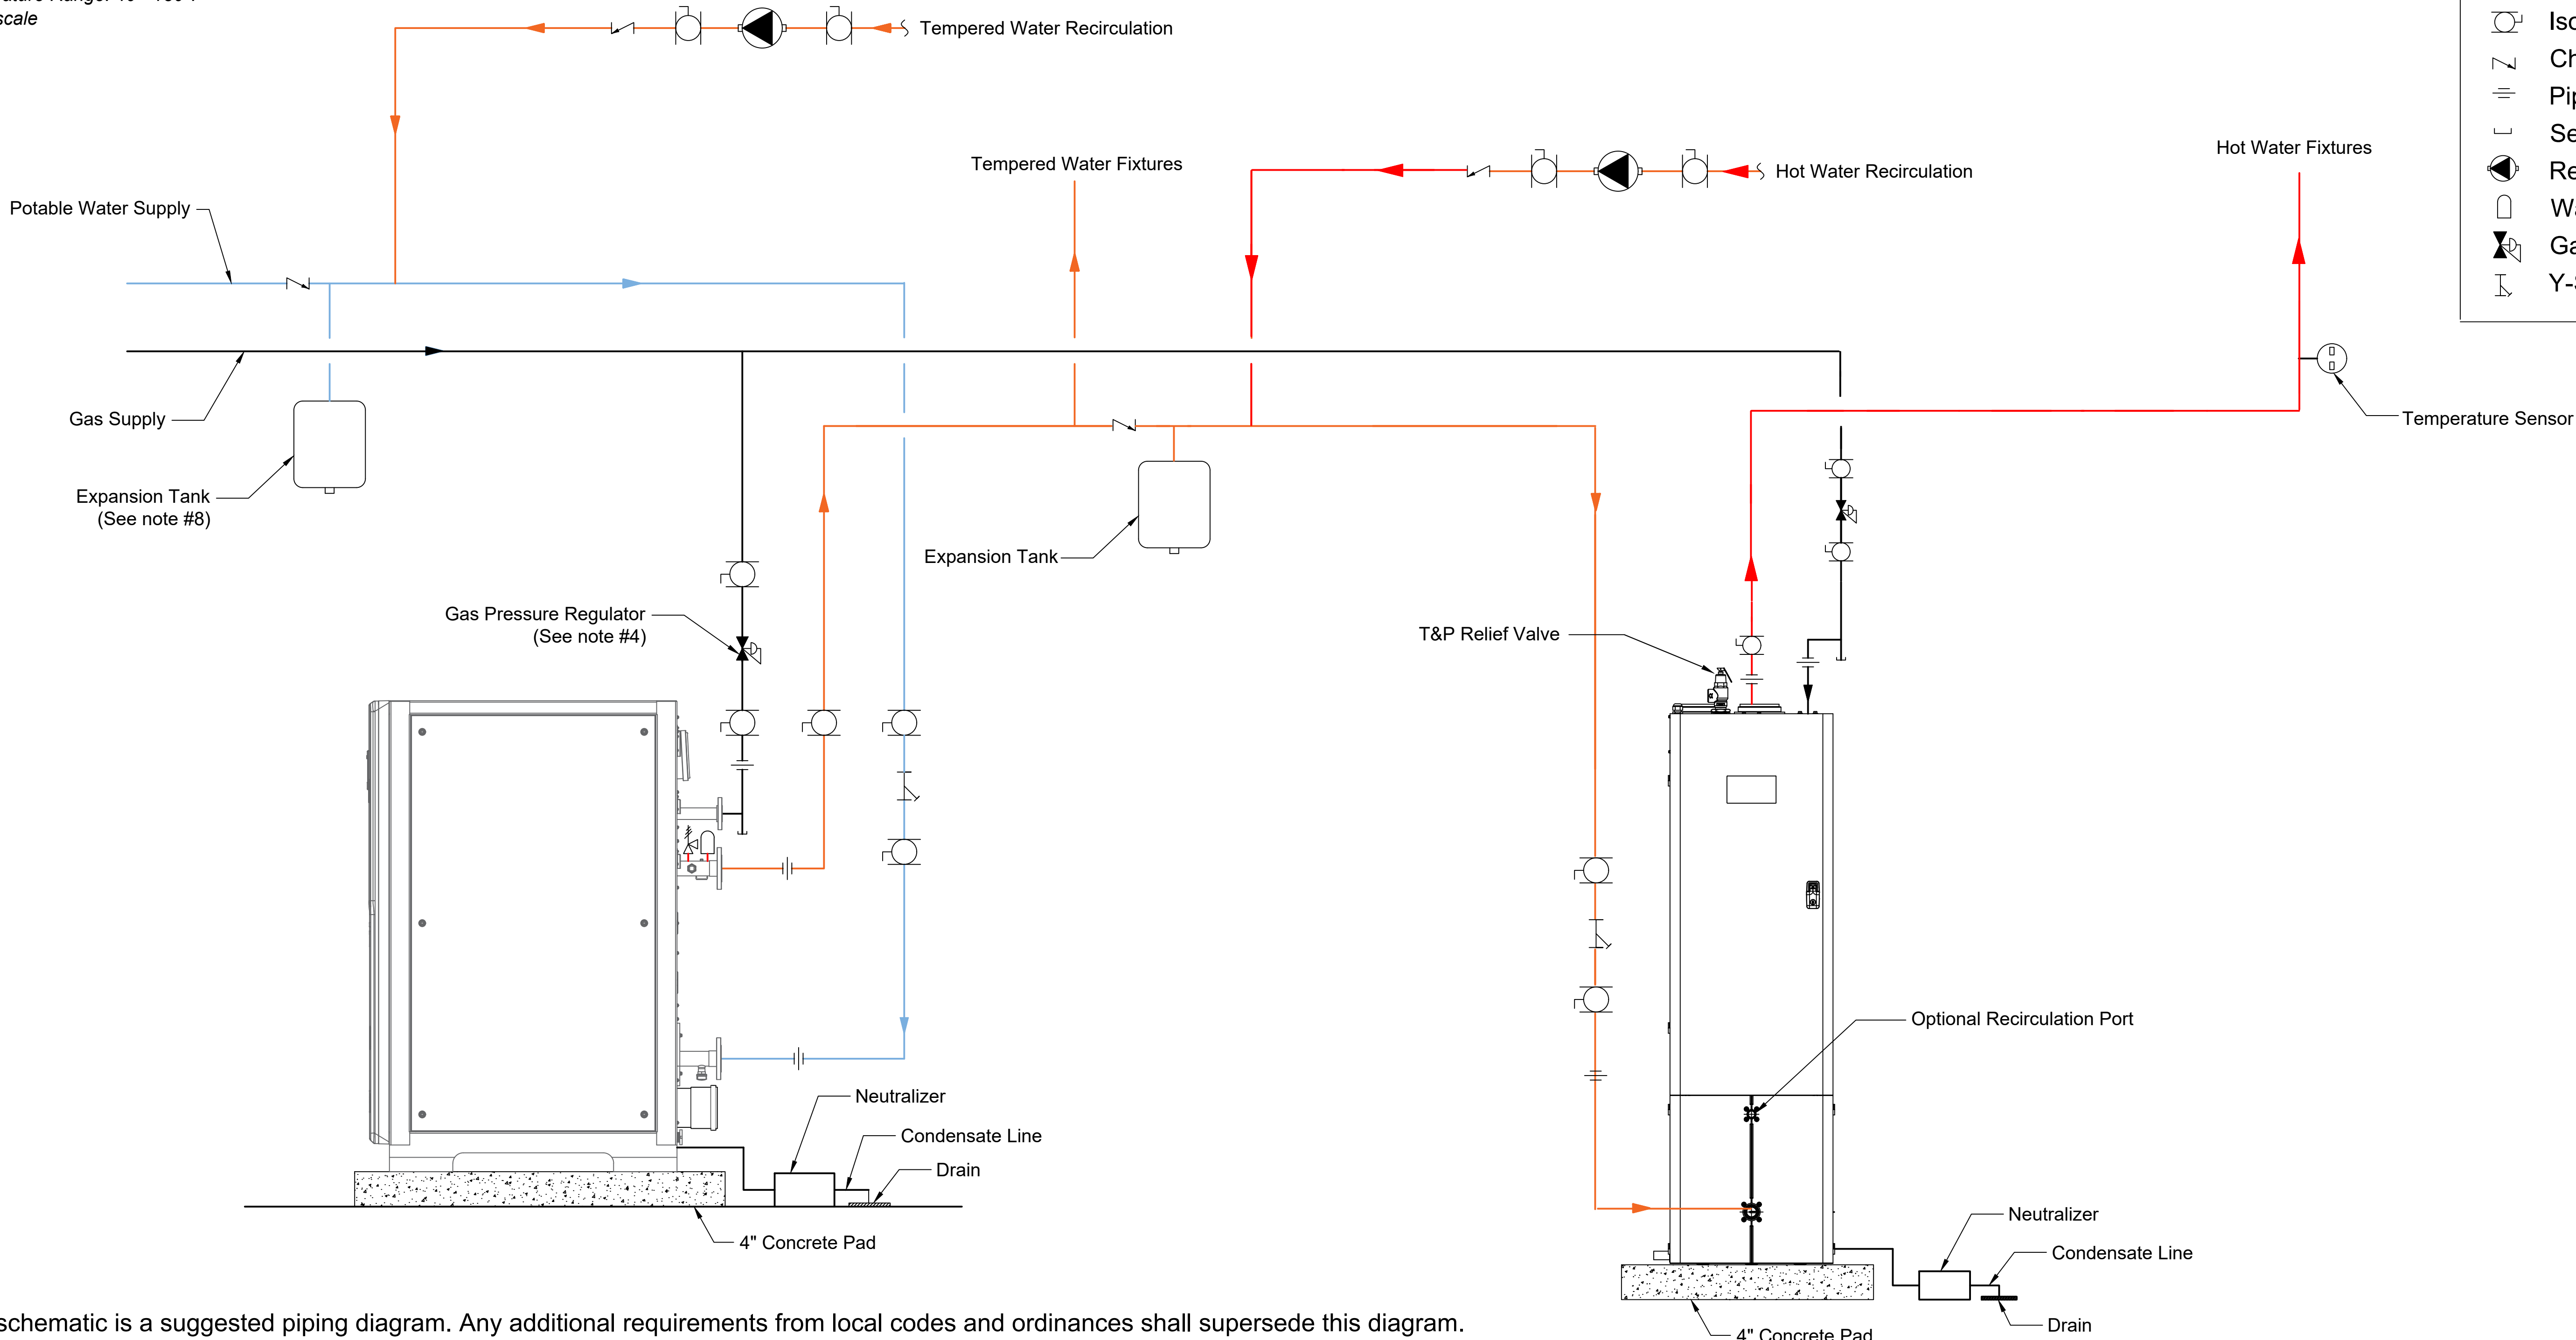 scale
Tempered Water Recirculation
Tempered Water Fixtures
Hot Water Recirculation
Hot Water Fixtures
Potable Water Supply
Gas Supply
Temperature Sensor
Expansion Tank
(See note #8)
Expansion Tank
Gas Pressure Regulator
(See note #4)
T&P Relief Valve
Optional Recirculation Port
Neutralizer
Condensate Line
Drain
4" Concrete Pad
Neutralizer
Condensate Line
Drain
4" Concrete Pad
schematic is a suggested piping diagram. Any additional requirements from local codes and ordinances shall supersede this diagram.